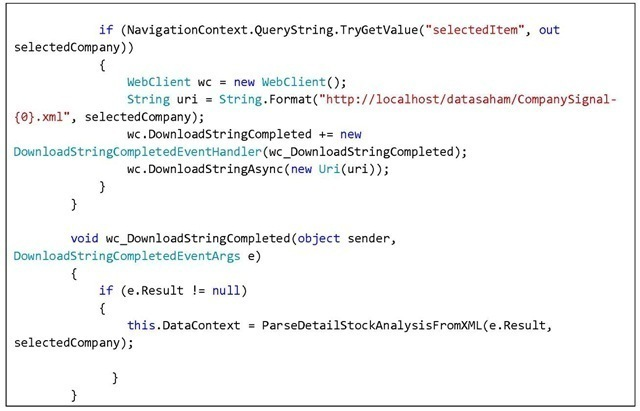 if (NavigationContext.QueryString.TryGetValue("selectedItem", out
selectedCompany))
{
WebClient wc = new WebClient();
String uri = String.Format("http://localhost/datasaham/CompanySignal-
{0}.xml", selectedCompany);
wc.DownloadStringCompleted += new
DownloadStringCompletedEventHandler(wc_DownloadStringCompleted);
wc.DownloadStringAsync(new Uri(uri));
}
}
void wc_DownloadStringCompleted(object sender,
DownloadStringCompletedEventArgs e)
{
if (e.Result != null)
{
this.DataContext = ParseDetailStockAnalysisFromXML(e.Result,
selectedCompany);
}
}